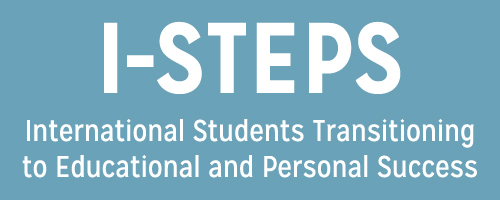 I-STEPS
International Students Transitioning
to Educational and Personal Success